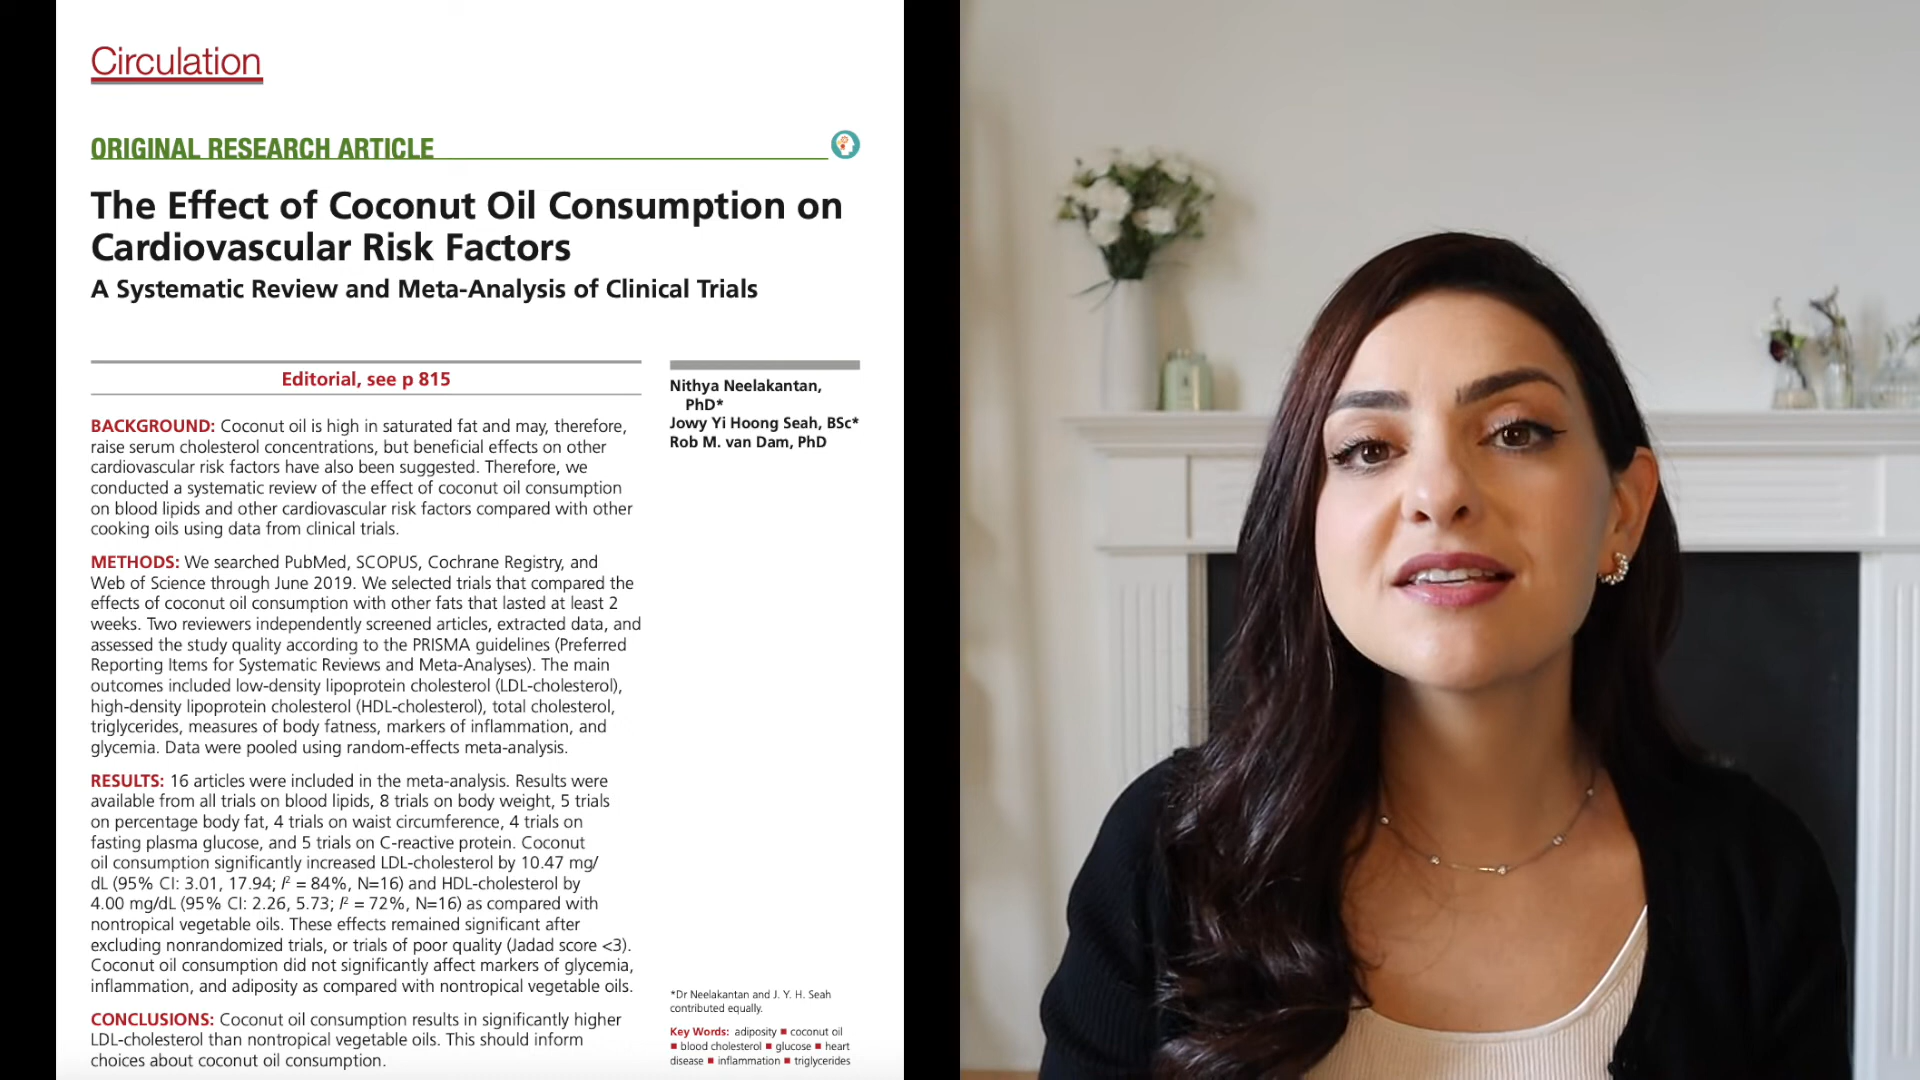 Circulation
ORIGINAL RESEARCH ARTICLE
The Effect of Coconut Oil Consumption on
Cardiovascular Risk Factors
A Systematic Review and Meta-Analysis of Clinical Trials
Editorial, see p 815
BACKGROUND: Coconut oil is high in saturated fat and may, therefore,
raise serum cholesterol concentrations, but beneficial effects on other
cardiovascular risk factors have also been suggested. Therefore, we
conducted a systematic review of the effect of coconut oil consumption
on blood lipids and other cardiovascular risk factors compared with other
cooking oils using data from clinical trials.
METHODS: We searched PubMed, SCOPUS, Cochrane Registry, and
Web of Science through June 2019. We selected trials that compared the
effects of coconut oil consumption with other fats that lasted at least 2
weeks. Two reviewers independently screened articles, extracted data, and
assessed the study quality according to the PRISMA guidelines (Preferred
Reporting Items for Systematic Reviews and Meta-Analyses). The main
outcomes included low-density lipoprotein cholesterol (LDL-cholesterol),
high-density lipoprotein cholesterol (HDL-cholesterol), total cholesterol,
triglycerides, measures of body fatness, markers of inflammation, and
glycemia. Data were pooled using random-effects meta-analysis.
RESULTS: 16 articles were included in the meta-analysis. Results were
available from all trials on blood lipids, 8 trials on body weight, 5 trials
on percentage body fat, 4 trials on waist circumference, 4 trials on
fasting plasma glucose, and 5 trials on C-reactive protein. Coconut
oil consumption significantly increased LDL-cholesterol by 10.47 mg/
dL (95% CI: 3.01, 17.94; I² = 84%, N=16) and HDL-cholesterol by
4.00 mg/dL (95% CI: 2.26, 5.73; I² = 72%, N=16) as compared with
nontropical vegetable oils. These effects remained significant after
excluding nonrandomized trials, or trials of poor quality (Jadad score <3).
Coconut oil consumption did not significantly affect markers of glycemia,
inflammation, and adiposity as compared with nontropical vegetable oils.
CONCLUSIONS: Coconut oil consumption results in significantly higher
LDL-cholesterol than nontropical vegetable oils. This should inform
choices about coconut oil consumption.
Nithya Neelakantan,
PhD*
Jowy Yi Hoong Seah, BSc*
Rob M. van Dam, PhD
*Dr Neelakantan and J. Y. H. Seah
contributed equally.
Key Words: adiposity ■ coconut oil
■ blood cholesterol ■ glucose ■ heart
disease ■ inflammation ■ triglycerides